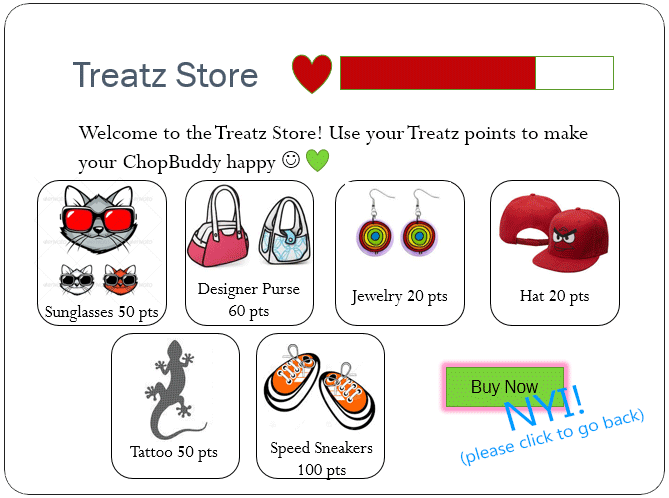 Treatz Store
Welcome to the Treatz Store! Use your Treatz points to make
your ChopBuddy happy ☺
Sunglasses 50 pts
Designer Purse
60 pts
Jewelry 20 pts
Hat 20 pts
Tattoo 50 pts
Speed Sneakers
100 pts
Buy Now
NYI!
(please click to go back)